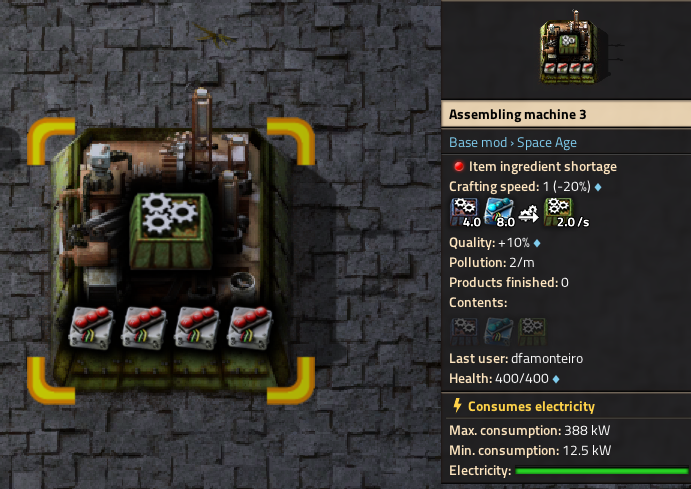 Assembling machine 3
Base mod › Space Age
Item ingredient shortage
Crafting speed: 1 (-20%)
4.0 8.0 2.0 /s
Quality: +10%
Pollution: 2/m
Products finished: 0
Contents:
Last user: dfamonteiro
Health: 400/400
Consumes electricity
Max. consumption: 388 kW
Min. consumption: 12.5 kW
Electricity: